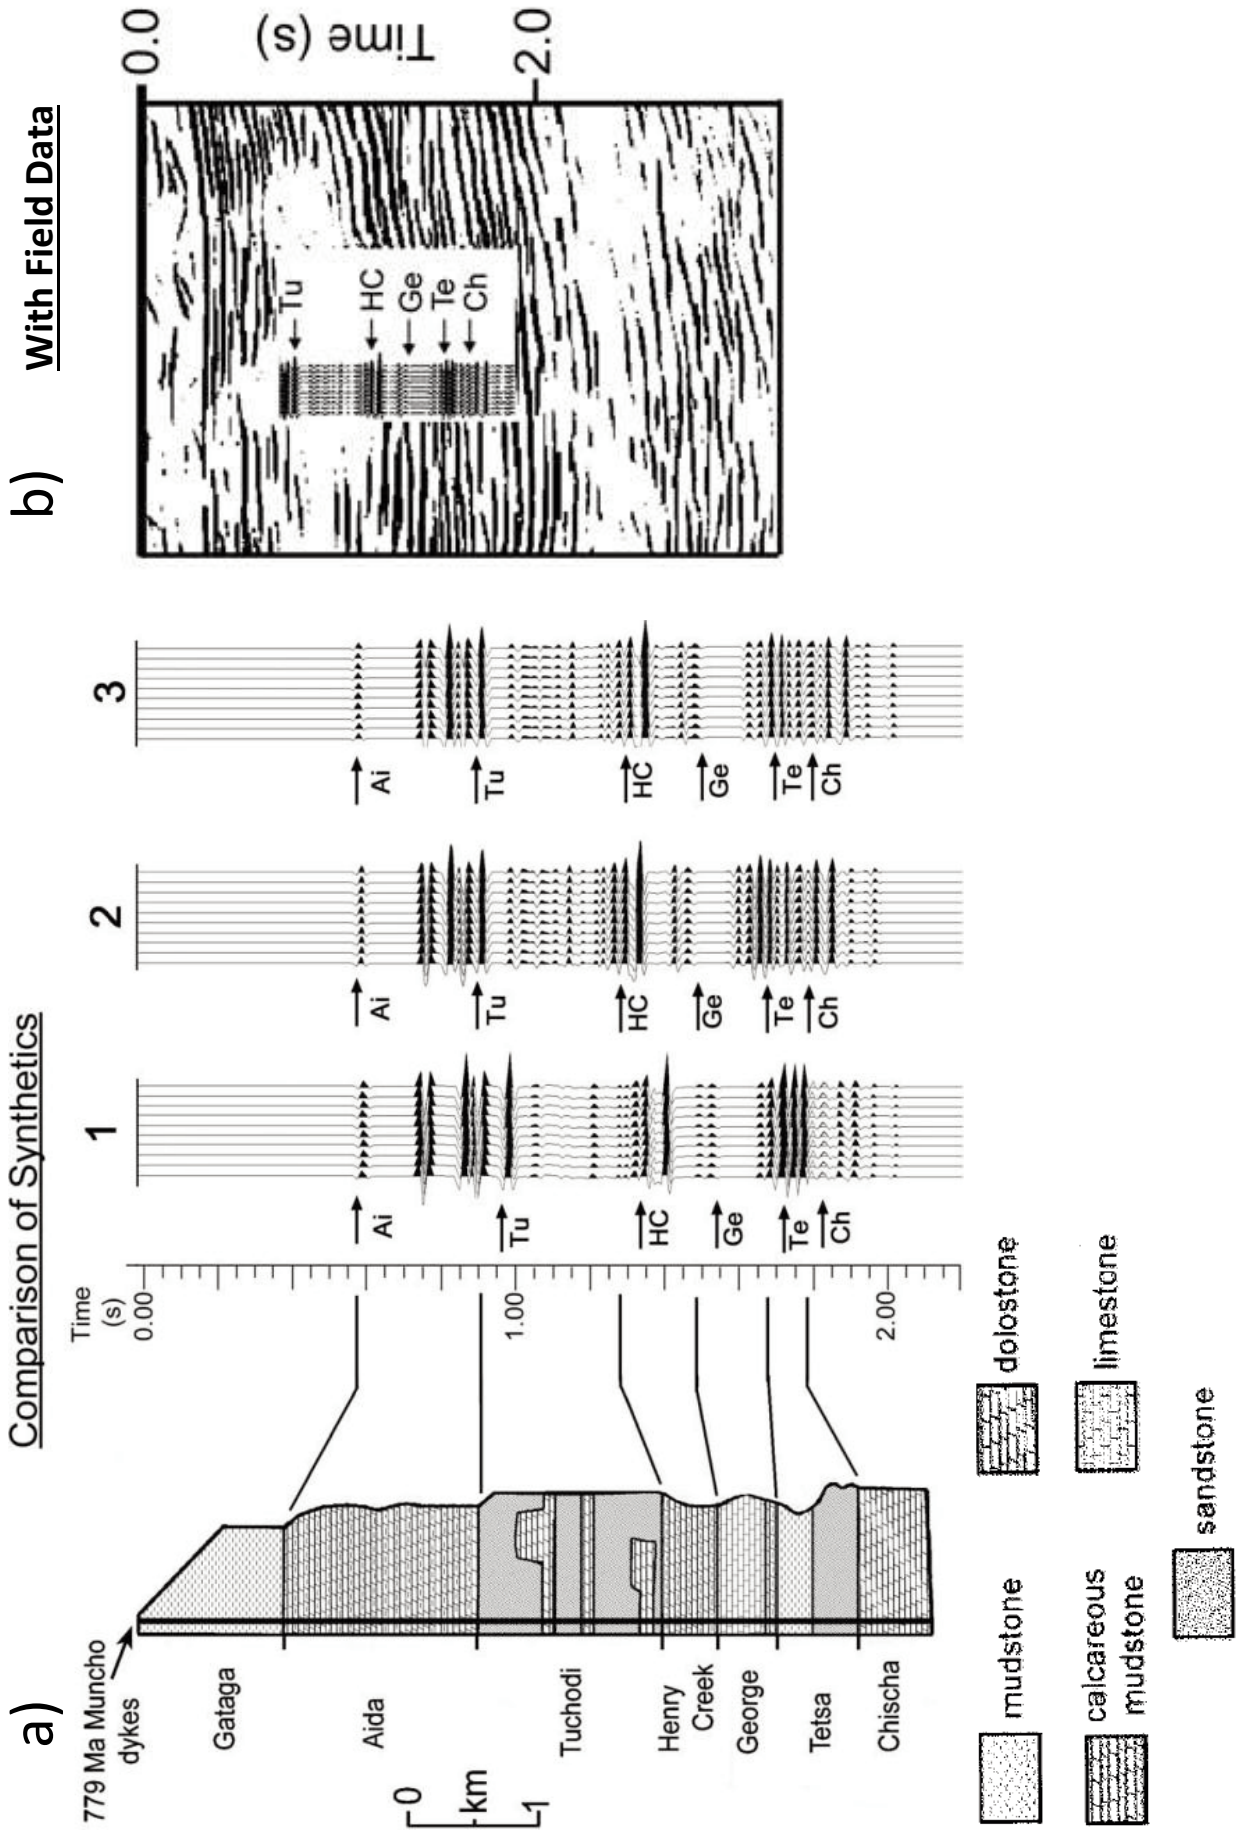 a)
Comparison of Synthetics
b)
With Field Data
779 Ma Muncho
dykes
Gataga
Aida
Tuchodi
Henry
Creek
George
Tetsa
Chischa
0
km
1
Time
(s)
0.00
1.00
2.00
1
Ai
Tu
HC
Ge
Te
Ch
2
Ai
Tu
HC
Ge
Te
Ch
3
Ai
Tu
HC
Ge
Te
Ch
Tu
HC
Ge
Te
Ch
0.0
Time (s)
2.0
mudstone
dolostone
calcareous
mudstone
limestone
sandstone